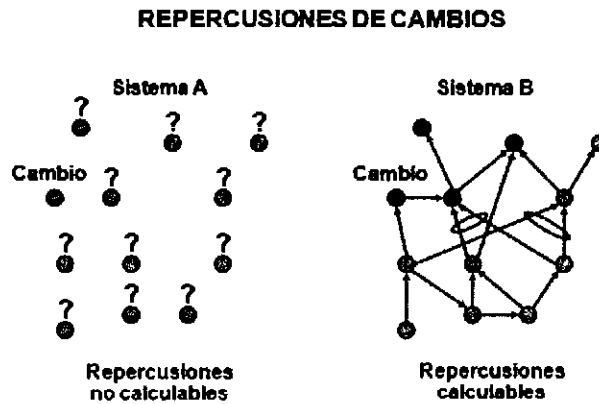 REPERCUSIONES DE CAMBIOS
Sistema A
Sistema B
?
? ?
Cambio ?
?
Cambio
? ? ?
? ? ?
Repercusiones
no calculables
Repercusiones
calculables